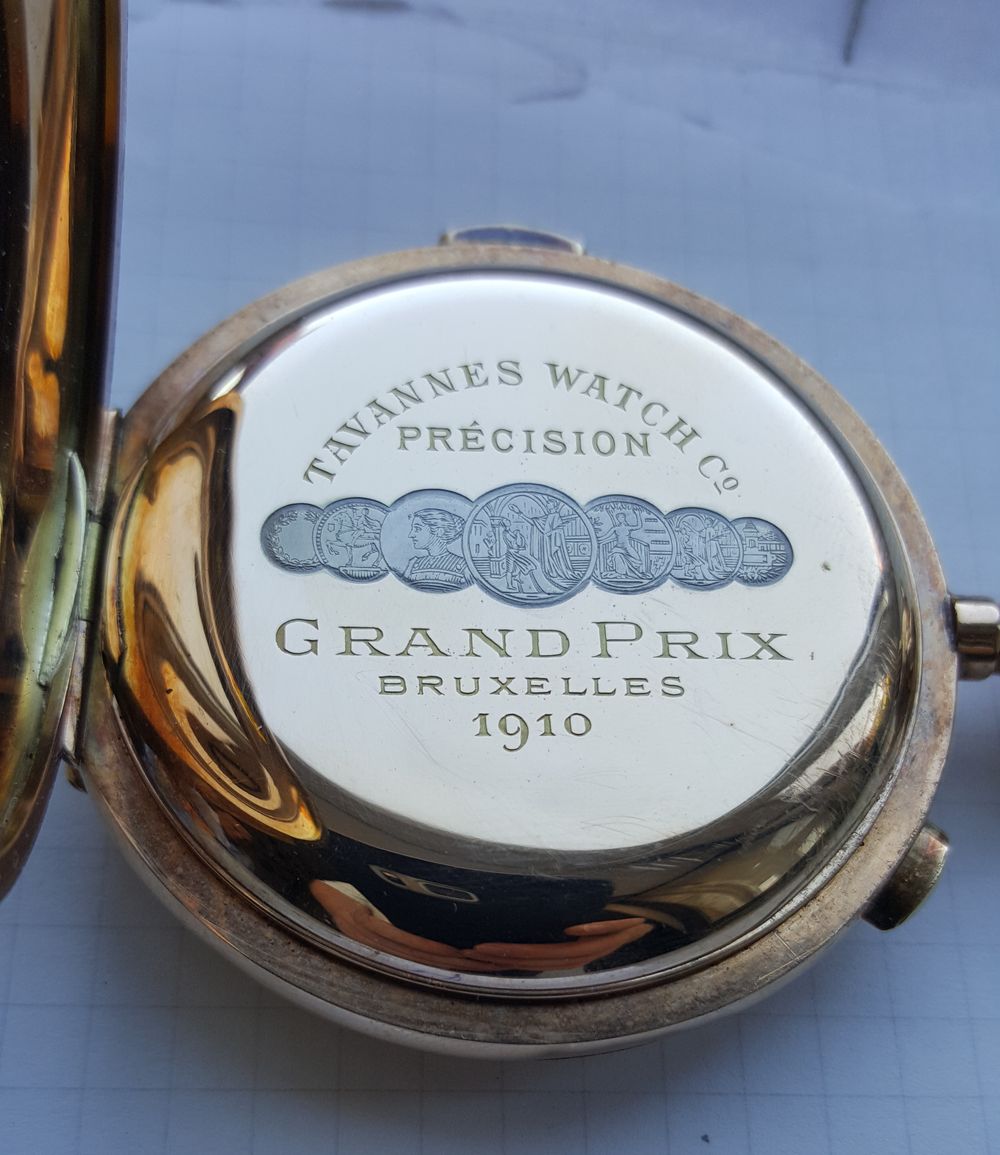 TAVANNES WATCH Cº
PRÉCISION
GRAND PRIX
BRUXELLES
1910